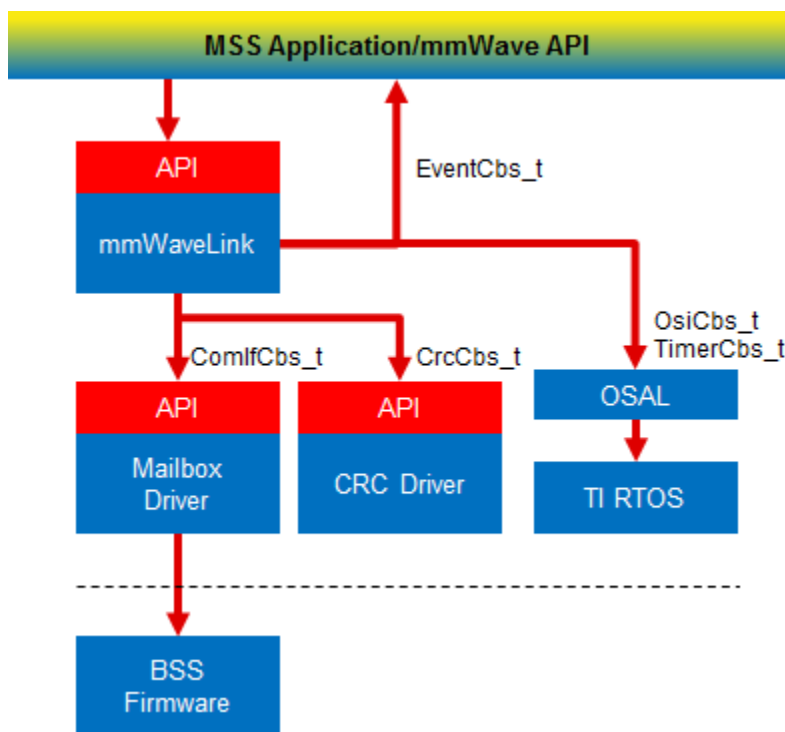 MSS Application/mmWave API
API
EventCbs_t
mmWaveLink
OsiCbs_t
TimerCbs_t
ComIfCbs_t
CrcCbs_t
API
API
OSAL
Mailbox
Driver
CRC Driver
TI RTOS
BSS
Firmware